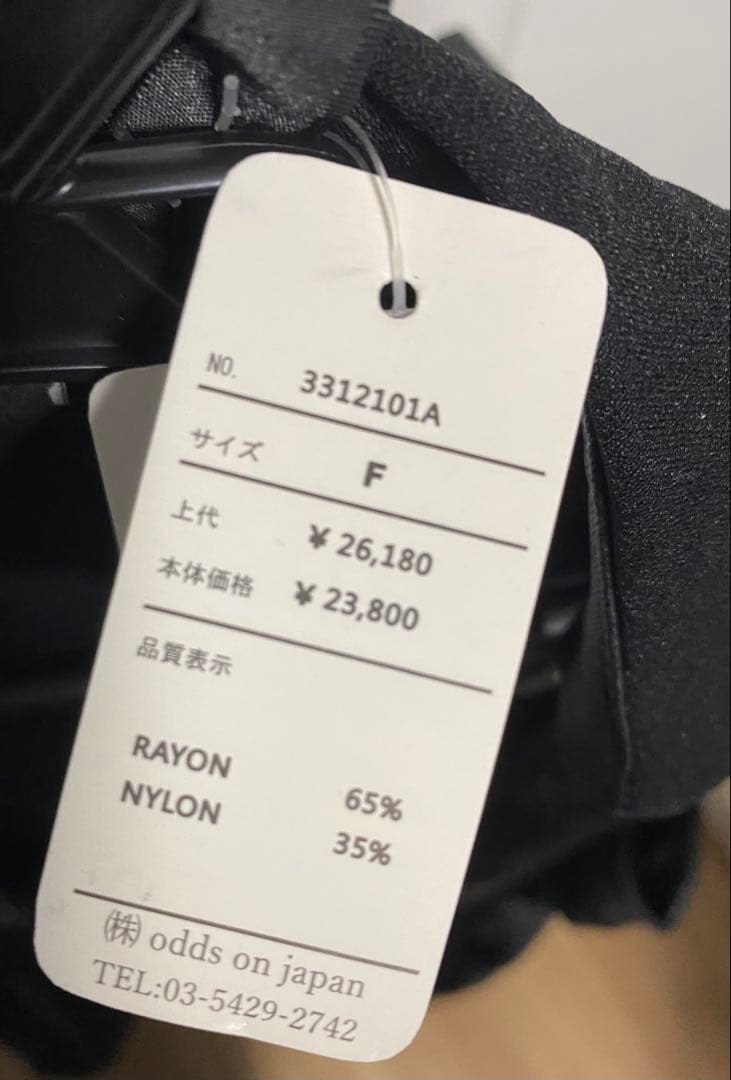 NO. 3312101A
サイズ F
上代 ¥ 26,180
本体価格 ¥ 23,800
品質表示
RAYON 65%
NYLON 35%
㈱ odds on japan
TEL:03-5429-2742